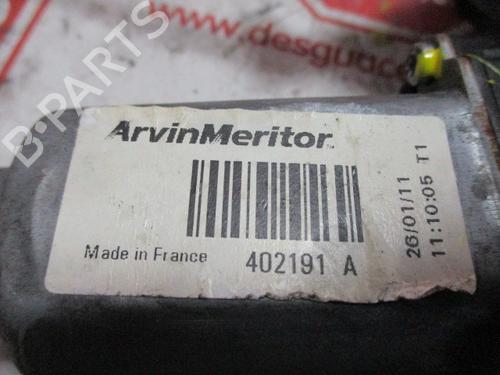 B-PARTS
www.desguac
ArvinMeritor
Made in France
402191 A
26/01/11
11:10:05 T1